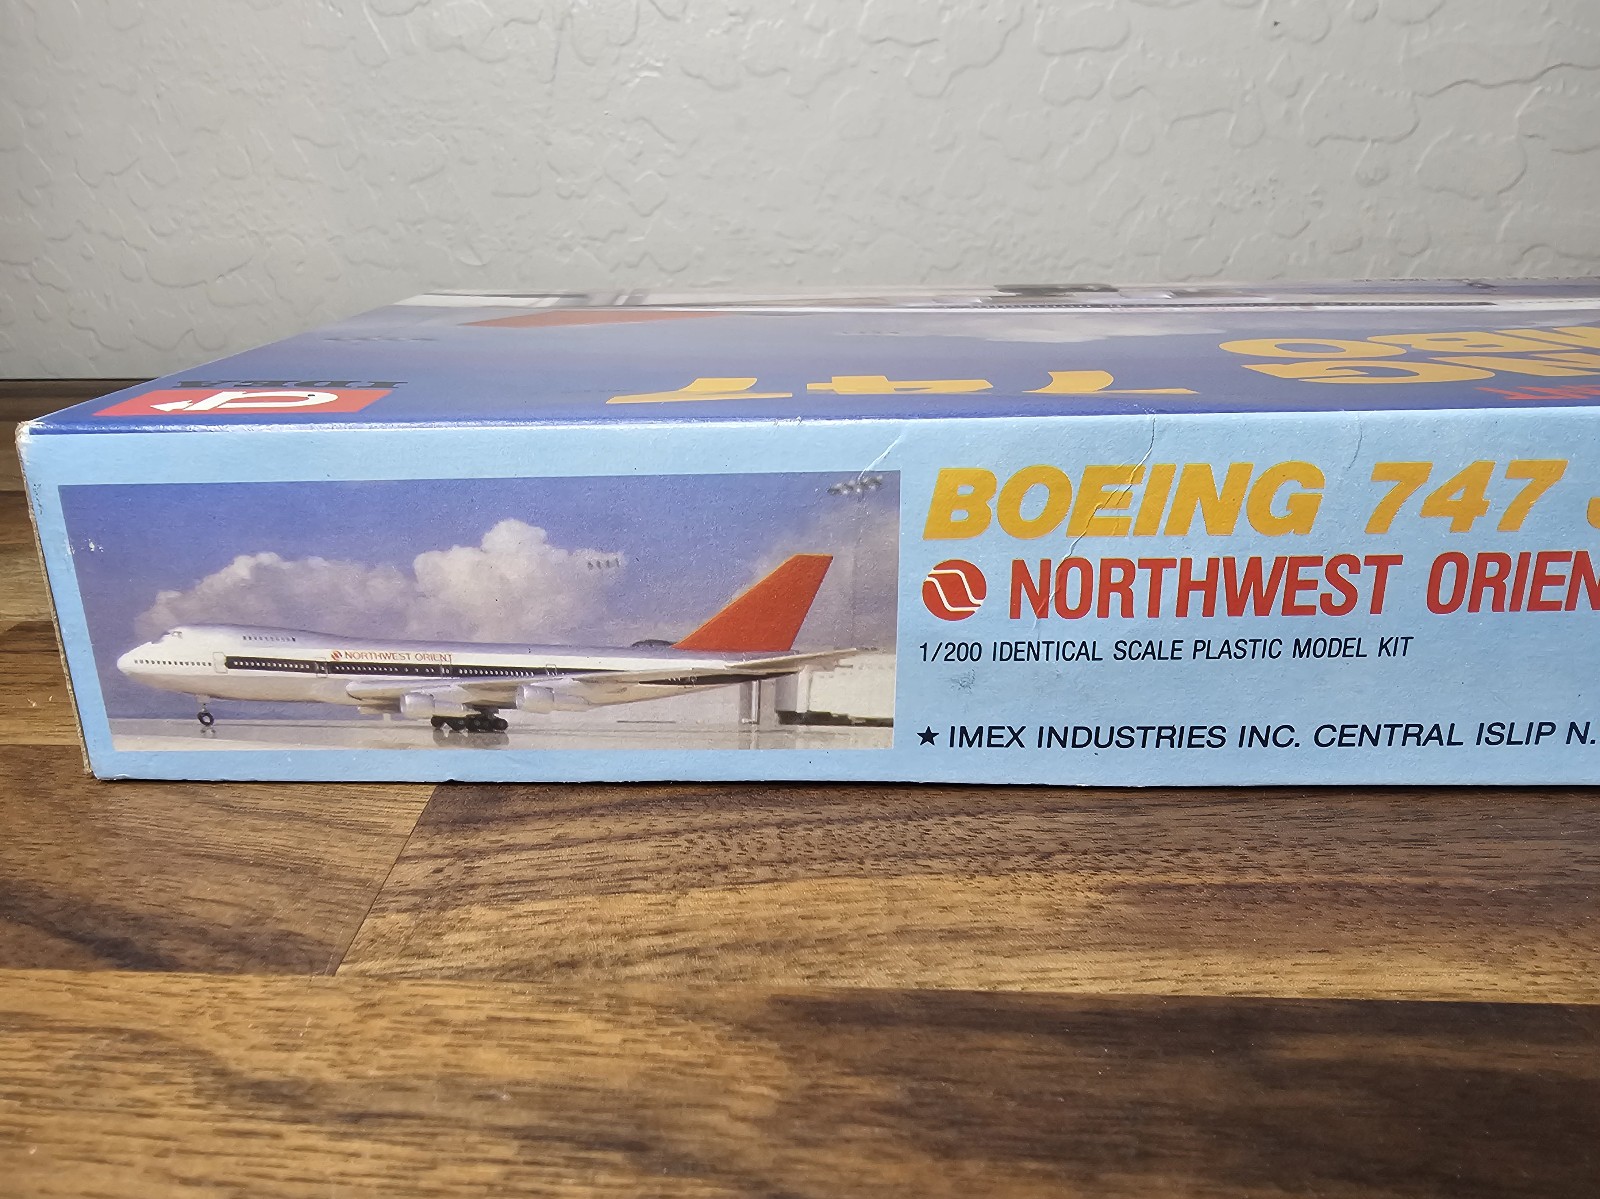 IDEA
747
BOEING 747 J
NORTHWEST ORIEN
1/200 IDENTICAL SCALE PLASTIC MODEL KIT
★ IMEX INDUSTRIES INC. CENTRAL ISLIP N.
NORTHWEST ORIENT